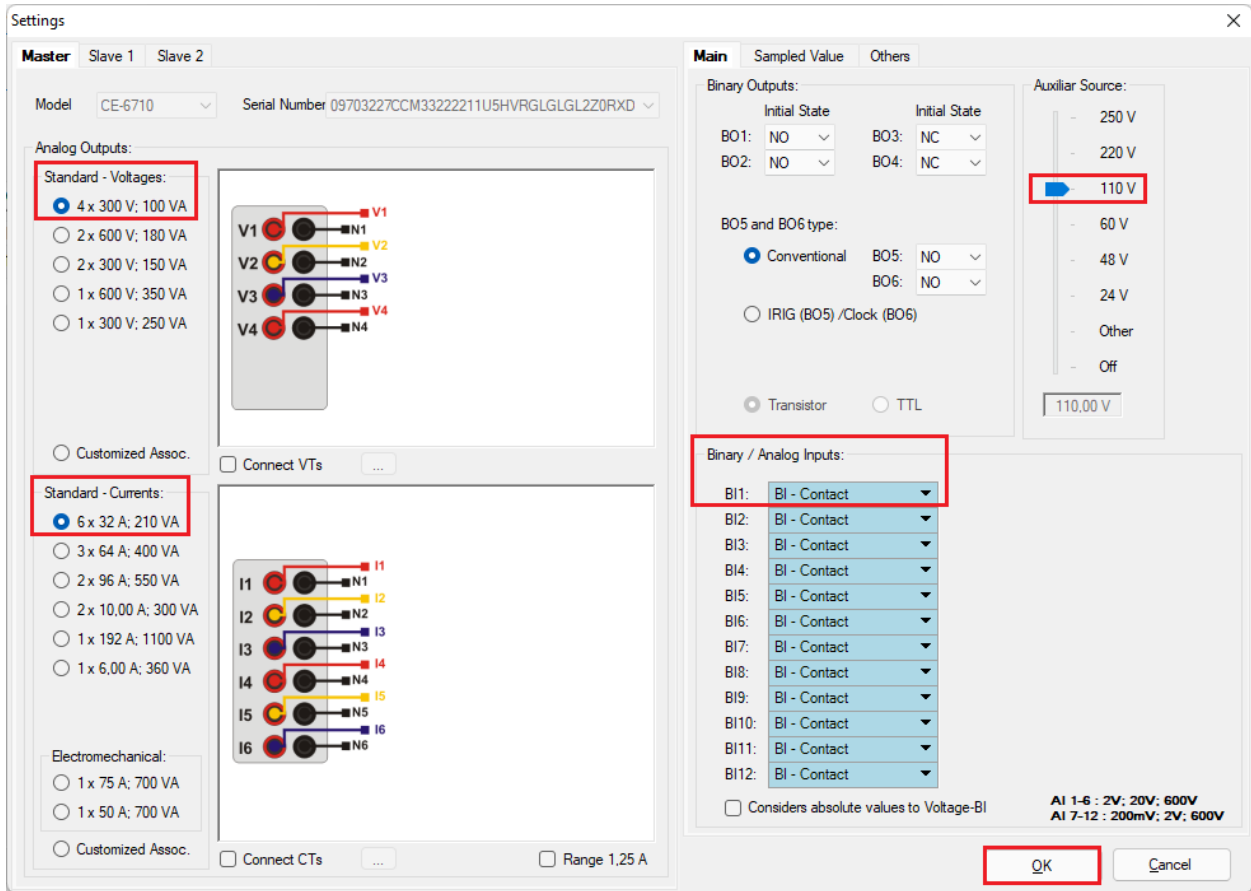 Settings
Master Slave 1 Slave 2
Model CE-6710 Serial Number 09703227CCM33222211U5HVRGLGLGL2Z0RXD
Analog Outputs:
Standard - Voltages:
4 x 300 V; 100 VA
2 x 600 V; 180 VA
2 x 300 V; 150 VA
1 x 600 V; 350 VA
1 x 300 V; 250 VA
Customized Assoc.
V1 V1 N1
V2 V2 N2
V3 V3 N3
V4 V4 N4
Connect VTs ...
Standard - Currents:
6 x 32 A; 210 VA
3 x 64 A; 400 VA
2 x 96 A; 550 VA
2 x 10,00 A; 300 VA
1 x 192 A; 1100 VA
1 x 6,00 A; 360 VA
Electromechanical:
1 x 75 A; 700 VA
1 x 50 A; 700 VA
Customized Assoc.
I1 I1 N1
I2 I2 N2
I3 I3 N3
I4 I4 N4
I5 I5 N5
I6 I6 N6
Connect CTs ... Range 1,25 A
Main Sampled Value Others
Binary Outputs:
Initial State Initial State
BO1: NO BO3: NC
BO2: NO BO4: NC
BO5 and BO6 type:
Conventional BO5: NO
BO6: NO
IRIG (BO5) /Clock (BO6)
Transistor TTL
Auxiliar Source:
250 V
220 V
110 V
60 V
48 V
24 V
Other
Off
110,00 V
Binary / Analog Inputs:
BI1: BI - Contact
BI2: BI - Contact
BI3: BI - Contact
BI4: BI - Contact
BI5: BI - Contact
BI6: BI - Contact
BI7: BI - Contact
BI8: BI - Contact
BI9: BI - Contact
BI10: BI - Contact
BI11: BI - Contact
BI12: BI - Contact
Considers absolute values to Voltage-BI
AI 1-6 : 2V; 20V; 600V
AI 7-12 : 200mV; 2V; 600V
OK Cancel